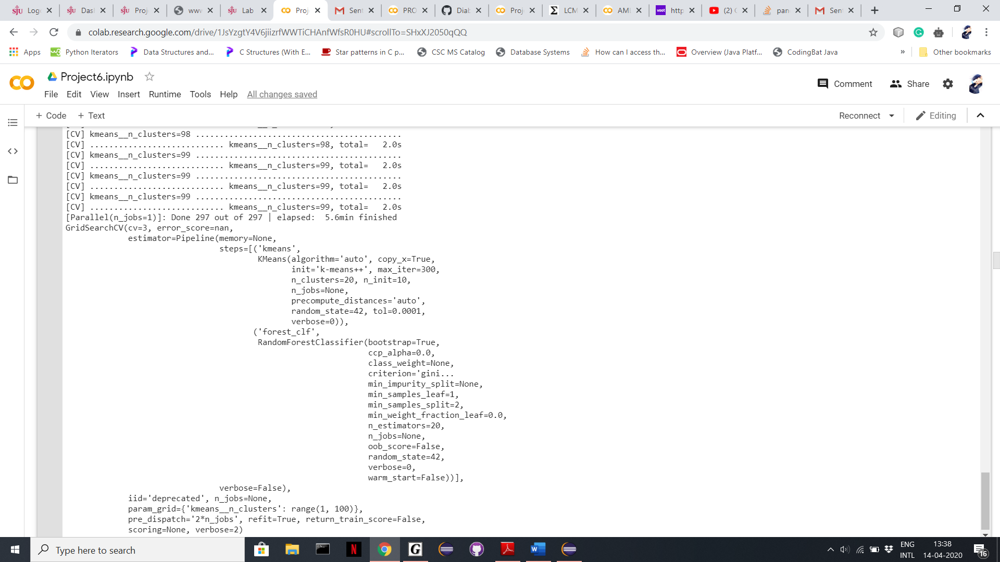 Log
Das
Proj
www
Lab
Proj
Sent
PRO
Diab
Proj
LCM
AMI
voot http
(2)
pan
Sen
colab.research.google.com/drive/1JsYzgtY4V6jiizrfWWTiCHAnfWfsR0HU#scrollTo=SHxXJ2050qQQ
Apps Python Iterators Data Structures and... C Structures (With E... Star patterns in C p... CSC MS Catalog Database Systems How can I access th... Overview (Java Platf... CodingBat Java » Other bookmarks
Project6.ipynb
Comment Share
File Edit View Insert Runtime Tools Help All changes saved
+ Code + Text Reconnect Editing
[CV] kmeans__n_clusters=98 ...........................................
[CV] ............................ kmeans__n_clusters=98, total=   2.0s
[CV] kmeans__n_clusters=99 ...........................................
[CV] ............................ kmeans__n_clusters=99, total=   2.0s
[CV] kmeans__n_clusters=99 ...........................................
[CV] ............................ kmeans__n_clusters=99, total=   2.0s
[CV] kmeans__n_clusters=99 ...........................................
[CV] ............................ kmeans__n_clusters=99, total=   2.0s
[Parallel(n_jobs=1)]: Done 297 out of 297 | elapsed:  5.6min finished
GridSearchCV(cv=3, error_score=nan,
estimator=Pipeline(memory=None,
steps=[('kmeans',
KMeans(algorithm='auto', copy_x=True,
init='k-means++', max_iter=300,
n_clusters=20, n_init=10,
n_jobs=None,
precompute_distances='auto',
random_state=42, tol=0.0001,
verbose=0)),
('forest_clf',
RandomForestClassifier(bootstrap=True,
ccp_alpha=0.0,
class_weight=None,
criterion='gini...
min_impurity_split=None,
min_samples_leaf=1,
min_samples_split=2,
min_weight_fraction_leaf=0.0,
n_estimators=20,
n_jobs=None,
oob_score=False,
random_state=42,
verbose=0,
warm_start=False))],
verbose=False),
iid='deprecated', n_jobs=None,
param_grid={'kmeans__n_clusters': range(1, 100)},
pre_dispatch='2*n_jobs', refit=True, return_train_score=False,
scoring=None, verbose=2)
Type here to search
ENG
INTL
13:38
14-04-2020
16